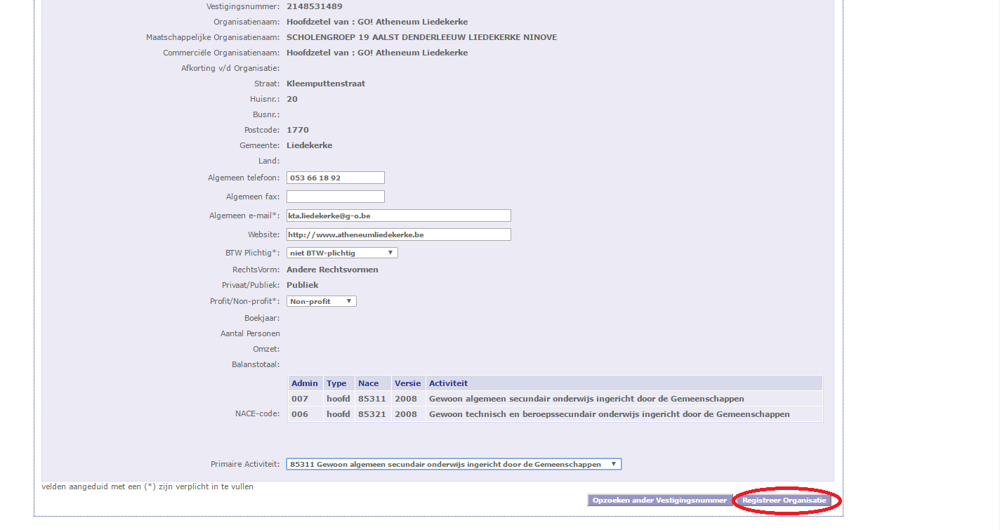 Vestigingsnummer: 2148531489
Organisatienaam: Hoofdzetel van : GO! Atheneum Liedekerke
Maatschappelijke Organisatienaam: SCHOLENGROEP 19 AALST DENDERLEEUW LIEDEKERKE NINOVE
Commerciële Organisatienaam: Hoofdzetel van : GO! Atheneum Liedekerke
Afkorting v/d Organisatie:
Straat: Kleemputtenstraat
Huisnr.: 20
Busnr.:
Postcode: 1770
Gemeente: Liedekerke
Land:
Algemeen telefoon: 053 66 18 92
Algemeen fax:
Algemeen e-mail*: kta.liedekerke@g-o.be
Website: http://www.atheneumliedekerke.be
BTW Plichtig*: niet BTW-plichtig
RechtsVorm: Andere Rechtsvormen
Privaat/Publiek: Publiek
Profit/Non-profit*: Non-profit
Boekjaar:
Aantal Personen
Omzet:
Balanstotaal:
Admin Type Nace Versie Activiteit
007 hoofd 85311 2008 Gewoon algemeen secundair onderwijs ingericht door de Gemeenschappen
NACE-code: 006 hoofd 85321 2008 Gewoon technisch en beroepssecundair onderwijs ingericht door de Gemeenschappen
Primaire Activiteit: 85311 Gewoon algemeen secundair onderwijs ingericht door de Gemeenschappen
velden aangeduid met een (*) zijn verplicht in te vullen
Opzoeken ander Vestigingsnummer Registreer Organisatie